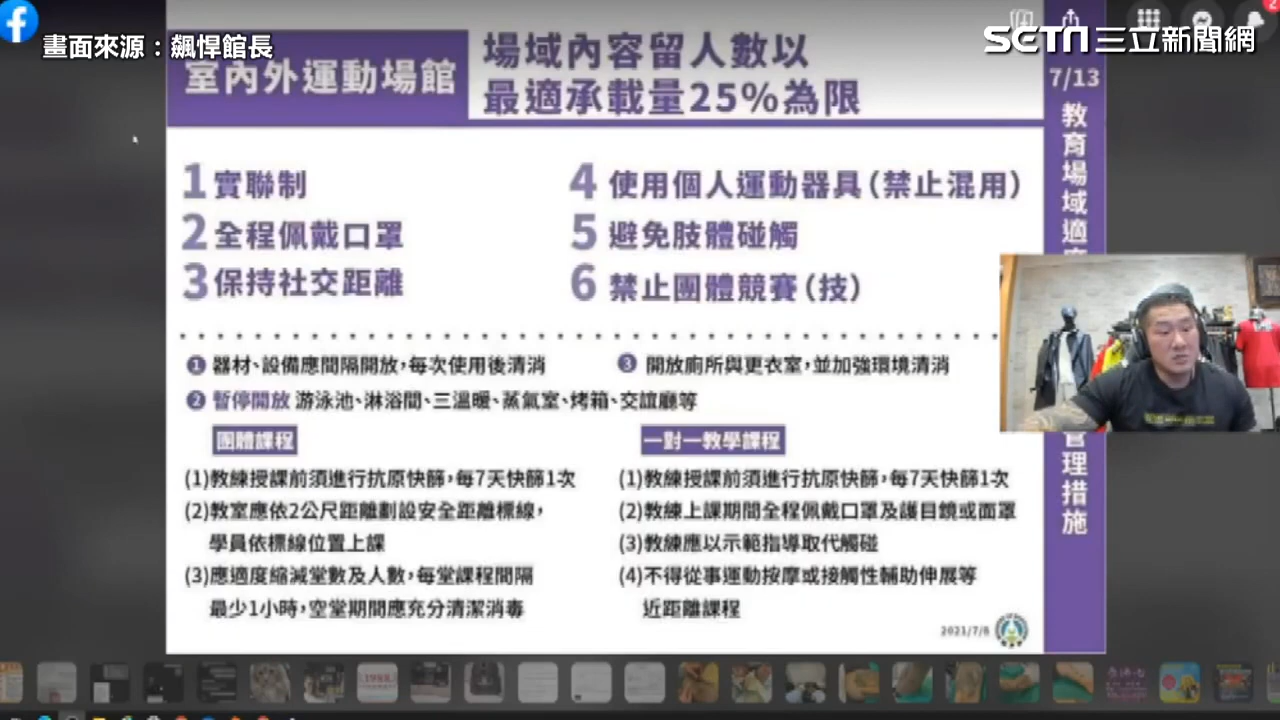 畫面來源：飆悍館長
SETN三立新聞網
2
室內外運動場館
場域內容留人數以
最適承載量25%為限
7/13
教育場域適
管理措施
1 實聯制
2 全程佩戴口罩
3 保持社交距離
4 使用個人運動器具（禁止混用）
5 避免肢體碰觸
6 禁止團體競賽（技）
❶ 器材、設備應間隔開放，每次使用後清消
❷ 暫停開放 游泳池、淋浴間、三溫暖、蒸氣室、烤箱、交誼廳等
❸ 開放廁所與更衣室，並加強環境清消
團體課程
(1)教練授課前須進行抗原快篩，每7天快篩1次
(2)教室應依2公尺距離劃設安全距離標線，
學員依標線位置上課
(3)應適度縮減堂數及人數，每堂課程間隔
最少1小時，空堂期間應充分清潔消毒
一對一教學課程
(1)教練授課前須進行抗原快篩，每7天快篩1次
(2)教練上課期間全程佩戴口罩及護目鏡或面罩
(3)教練應以示範指導取代觸碰
(4)不得從事運動按摩或接觸性輔助伸展等
近距離課程
2021/7/8